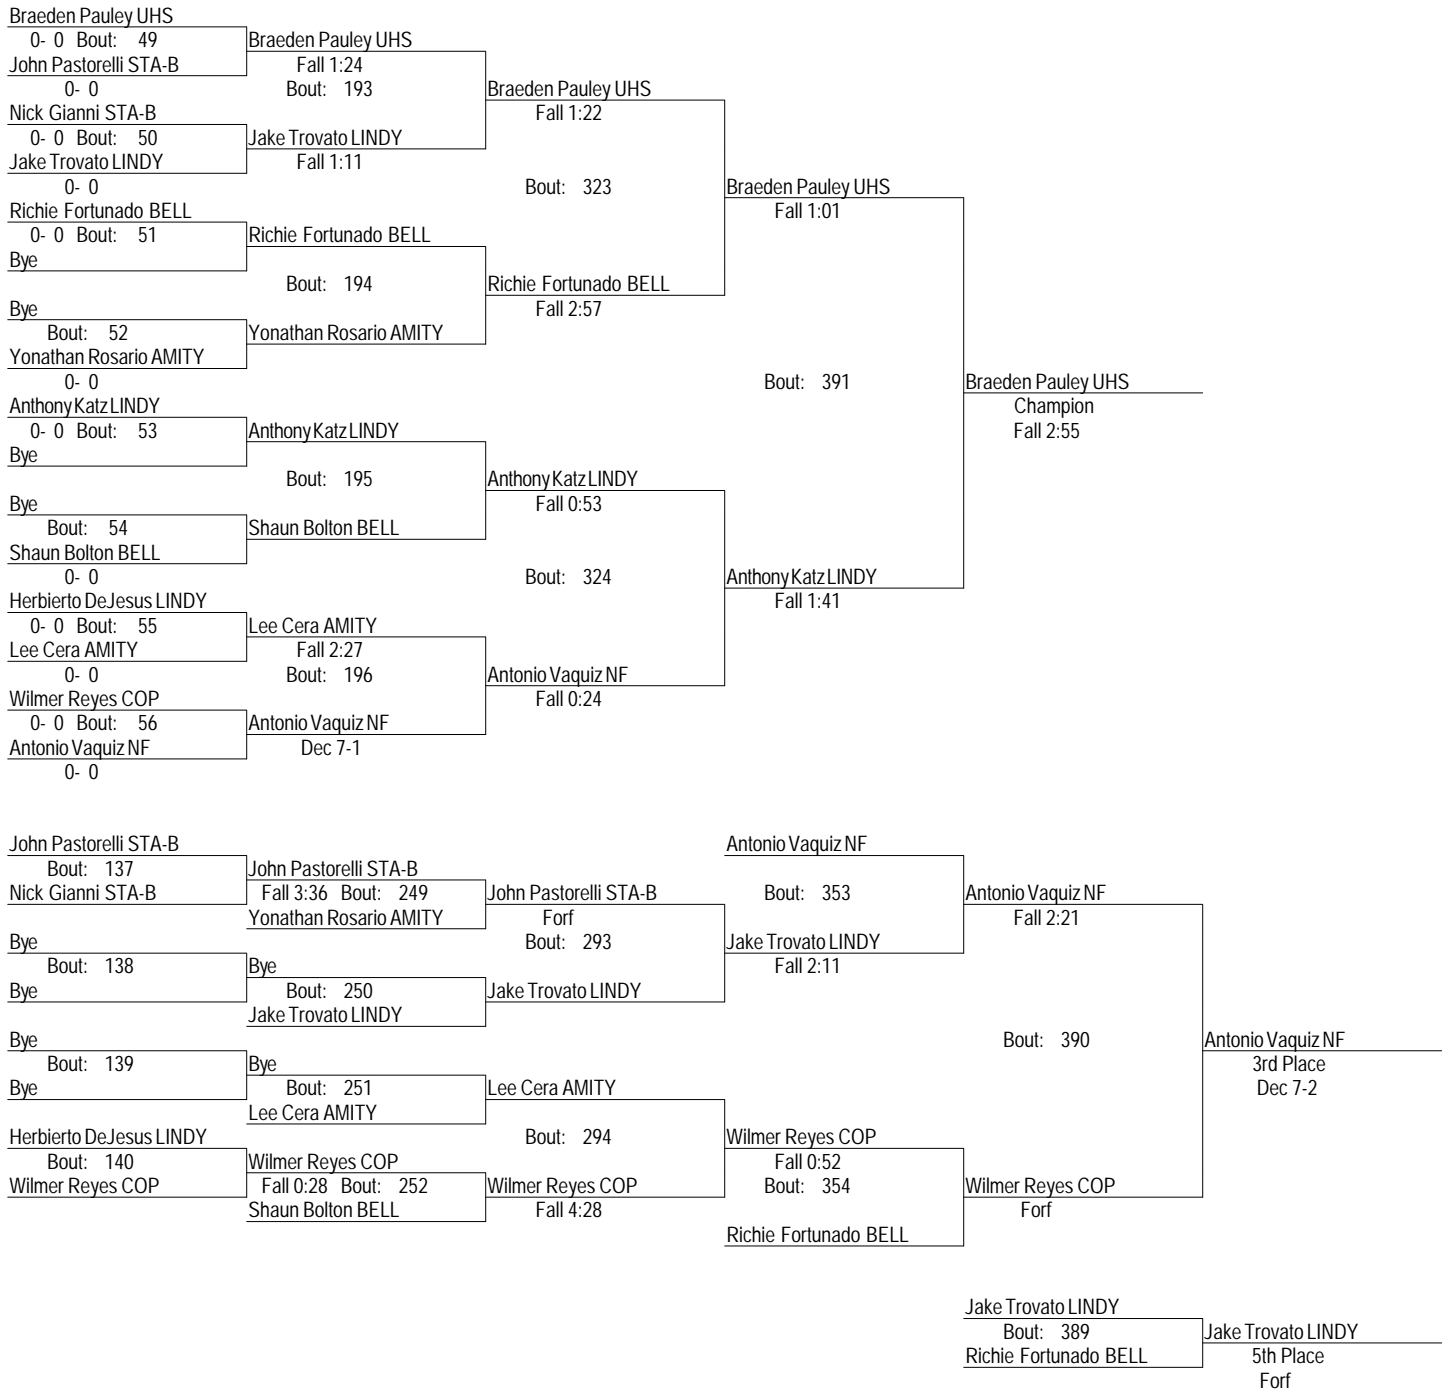 Braeden Pauley UHS
0- 0 Bout: 49
Braeden Pauley UHS
John Pastorelli STA-B
Fall 1:24
0- 0
Bout: 193
Braeden Pauley UHS
Nick Gianni STA-B
Fall 1:22
0- 0 Bout: 50
Jake Trovato LINDY
Jake Trovato LINDY
Fall 1:11
0- 0
Bout: 323
Braeden Pauley UHS
Richie Fortunado BELL
Fall 1:01
0- 0 Bout: 51
Richie Fortunado BELL
Bye
Bout: 194
Richie Fortunado BELL
Bye
Fall 2:57
Bout: 52
Yonathan Rosario AMITY
Yonathan Rosario AMITY
0- 0
Bout: 391
Braeden Pauley UHS
Anthony Katz LINDY
Champion
0- 0 Bout: 53
Anthony Katz LINDY
Fall 2:55
Bye
Bout: 195
Anthony Katz LINDY
Bye
Fall 0:53
Bout: 54
Shaun Bolton BELL
Shaun Bolton BELL
0- 0
Bout: 324
Anthony Katz LINDY
Herbierto DeJesus LINDY
Fall 1:41
0- 0 Bout: 55
Lee Cera AMITY
Lee Cera AMITY
Fall 2:27
0- 0
Bout: 196
Antonio Vaquiz NF
Wilmer Reyes COP
Fall 0:24
0- 0 Bout: 56
Antonio Vaquiz NF
Antonio Vaquiz NF
Dec 7-1
0- 0
John Pastorelli STA-B
Antonio Vaquiz NF
Bout: 137
John Pastorelli STA-B
Nick Gianni STA-B
Fall 3:36 Bout: 249
John Pastorelli STA-B
Bout: 353
Antonio Vaquiz NF
Yonathan Rosario AMITY
Forf
Fall 2:21
Bye
Bout: 293
Jake Trovato LINDY
Bout: 138
Bye
Fall 2:11
Bye
Bout: 250
Jake Trovato LINDY
Jake Trovato LINDY
Bye
Bout: 390
Antonio Vaquiz NF
Bout: 139
Bye
3rd Place
Bye
Bout: 251
Lee Cera AMITY
Dec 7-2
Lee Cera AMITY
Herbierto DeJesus LINDY
Bout: 294
Wilmer Reyes COP
Bout: 140
Wilmer Reyes COP
Fall 0:52
Wilmer Reyes COP
Fall 0:28 Bout: 252
Wilmer Reyes COP
Bout: 354
Wilmer Reyes COP
Shaun Bolton BELL
Fall 4:28
Forf
Richie Fortunado BELL
Jake Trovato LINDY
Bout: 389
Jake Trovato LINDY
Richie Fortunado BELL
5th Place
Forf